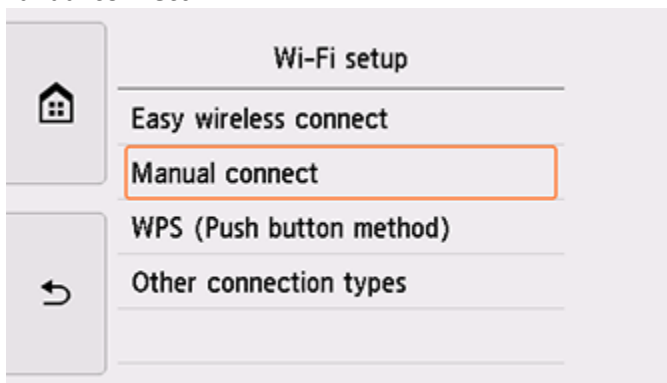 Wi-Fi setup
Easy wireless connect
Manual connect
WPS (Push button method)
Other connection types